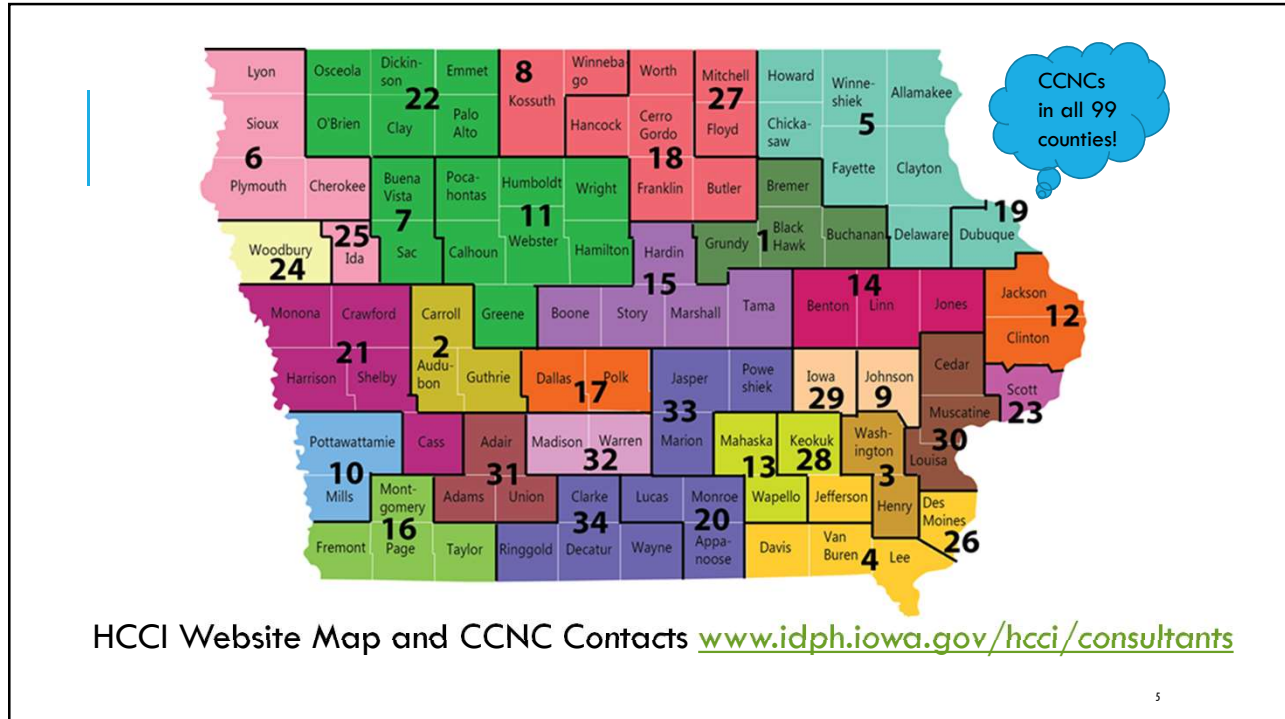 Lyon Osceola Dickin-son Emmet 8 Kossuth Winneba-go Worth Mitchell Howard Winne-shiek Allamakee
22 27 5
Sioux O'Brien Clay Palo Alto Hancock Cerro Gordo Floyd Chicka-saw
6 18
Plymouth Cherokee Buena Vista Poca-hontas Humboldt Wright Franklin Butler Bremer Fayette Clayton
7 11 19
25 Woodbury Ida Sac Calhoun Webster Hamilton Hardin Grundy 1 Black Hawk Buchanan Delaware Dubuque
24 15 14
Monona Crawford Carroll Greene Boone Story Marshall Tama Benton Linn Jones Jackson
21 2 12
Harrison Shelby Audu-bon Guthrie Dallas Polk Jasper Powe shiek Iowa Johnson Cedar Clinton
17 33 29 9 Scott
23
Pottawattamie Cass Adair Madison Warren Marion Mahaska Keokuk Wash-ington Muscatine
10 31 32 13 28 3 30 Louisa
Mills Mont-gomery Adams Union Clarke Lucas Monroe Wapello Jefferson Henry Des Moines
16 34 20 26
Fremont Page Taylor Ringgold Decatur Wayne Appa-noose Davis Van Buren 4 Lee
CCNCs
in all 99
counties!
HCCI Website Map and CCNC Contacts www.idph.iowa.gov/hcci/consultants
5